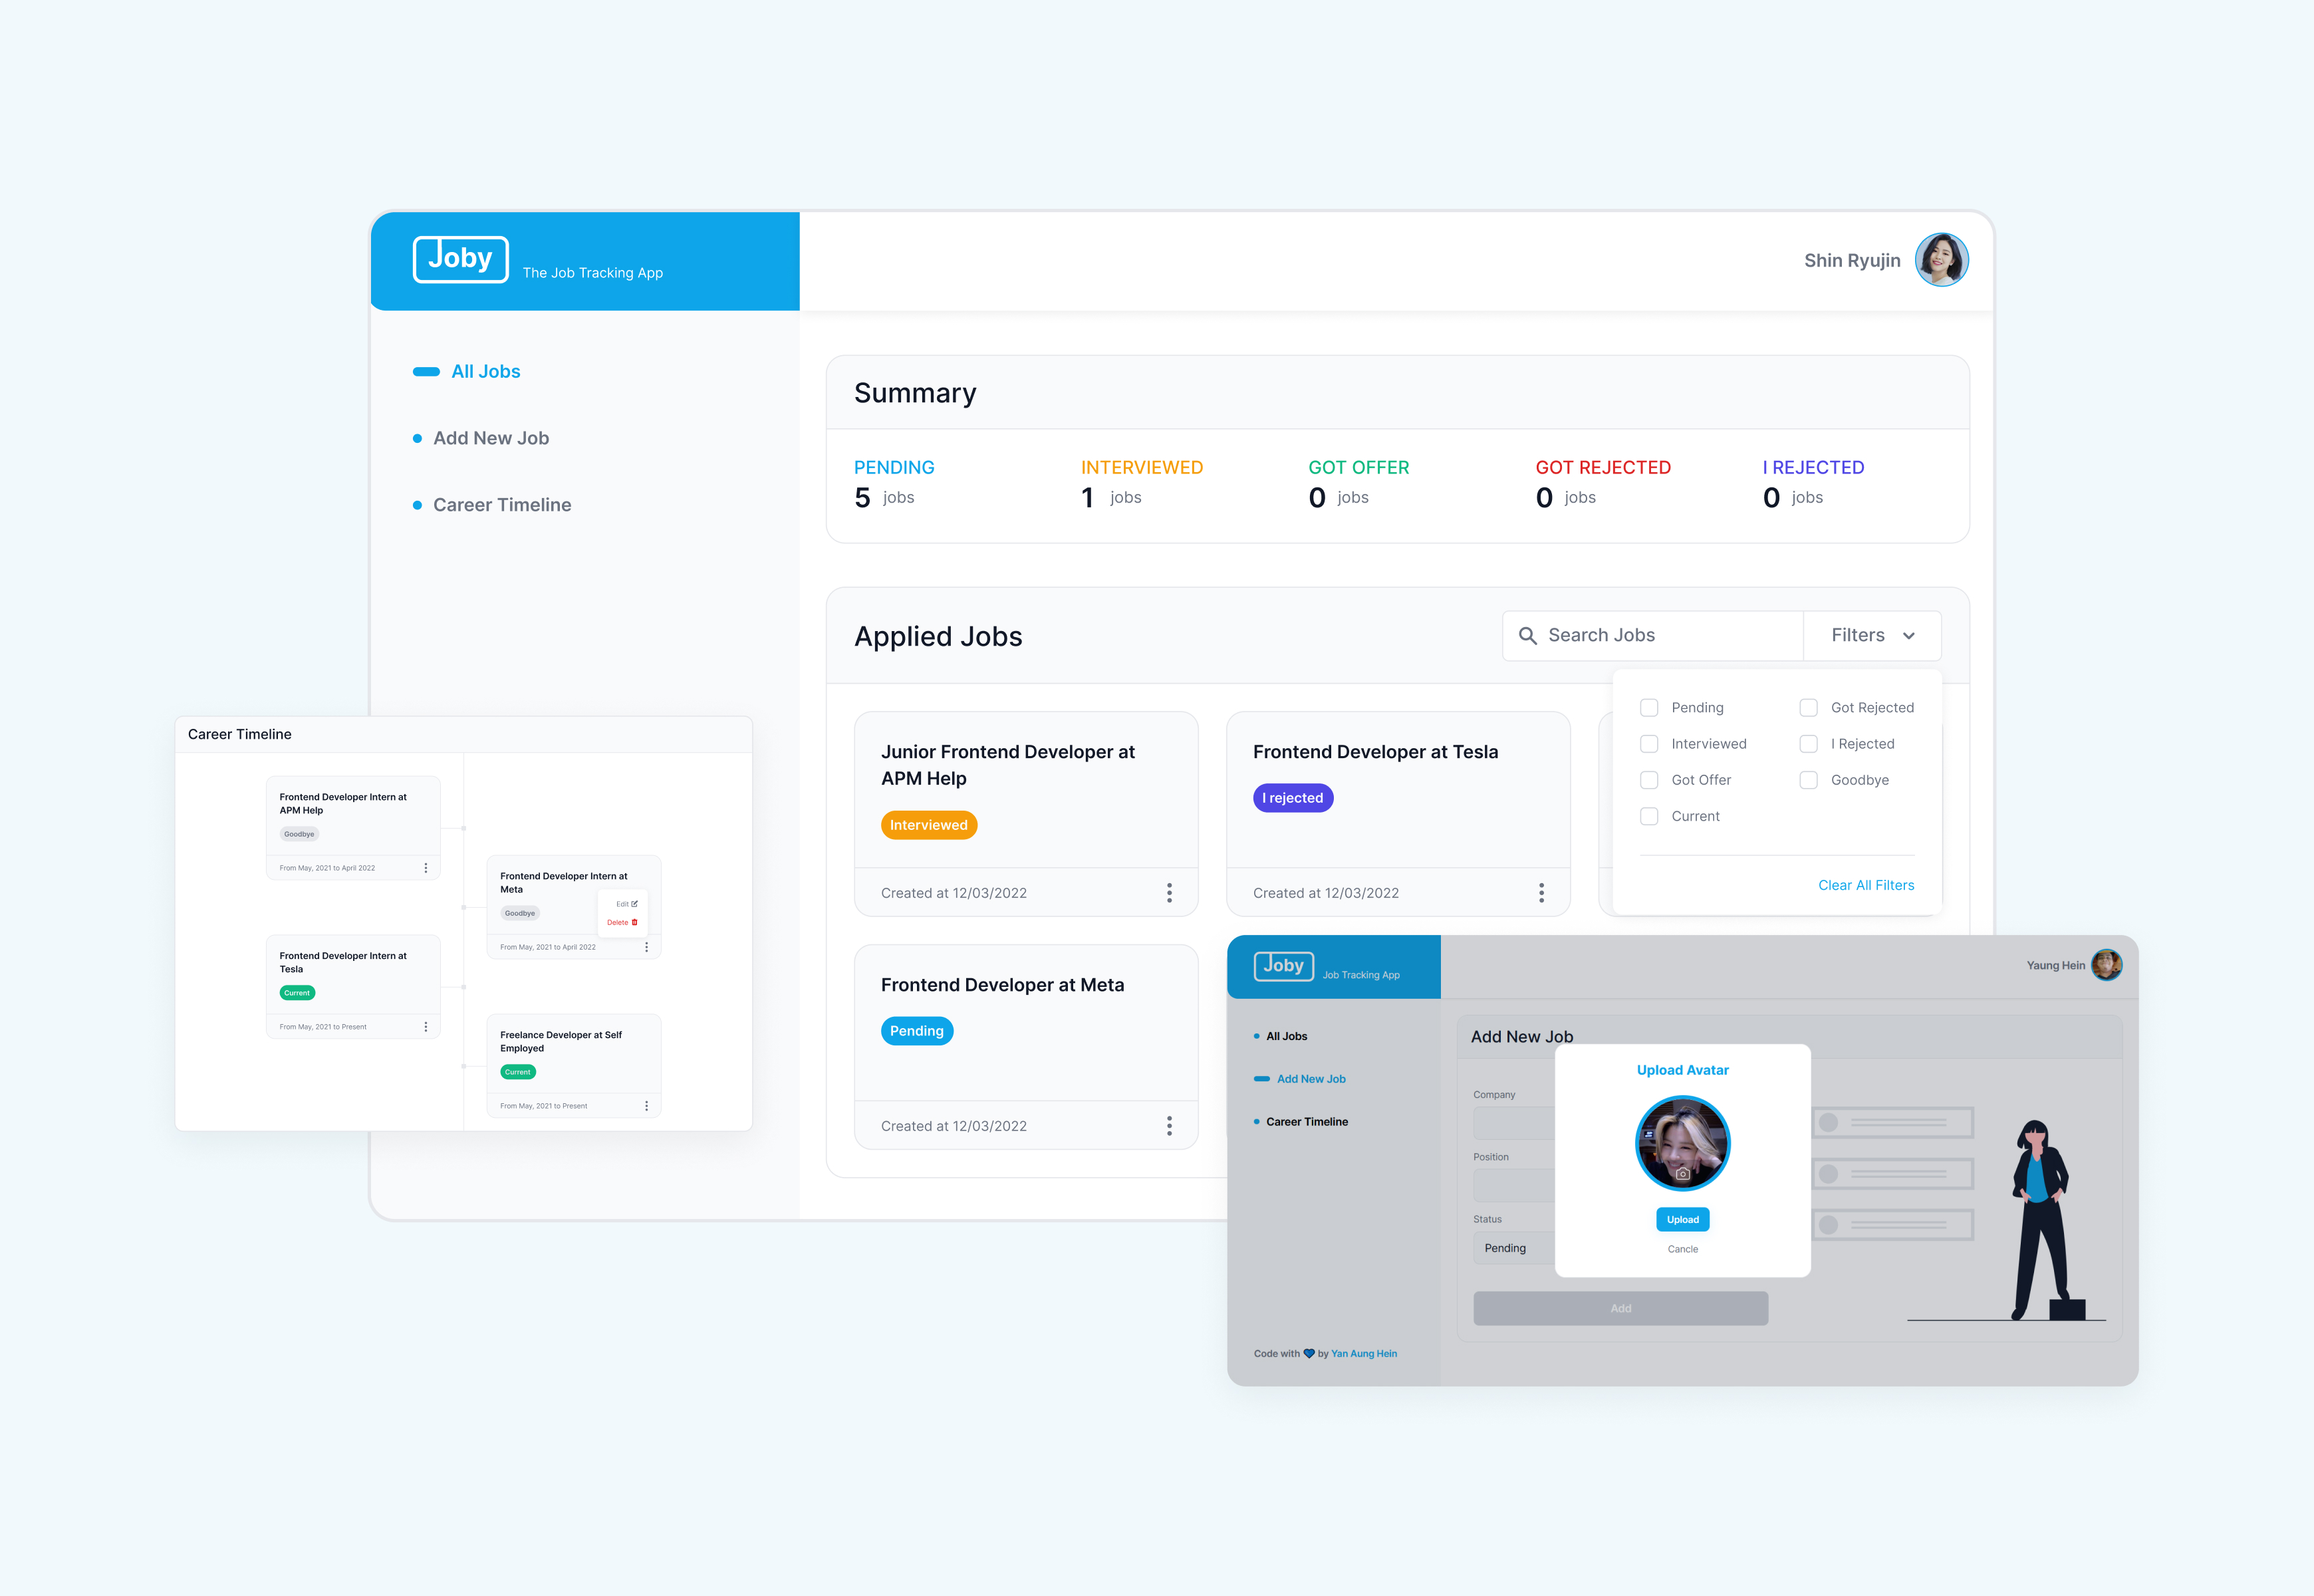 Joby
The Job Tracking App
Shin Ryujin
All Jobs
Add New Job
Career Timeline
Summary
PENDING
5 jobs
INTERVIEWED
1 jobs
GOT OFFER
0 jobs
GOT REJECTED
0 jobs
I REJECTED
0 jobs
Applied Jobs
Search Jobs
Filters
Pending
Got Rejected
Interviewed
I Rejected
Got Offer
Goodbye
Current
Clear All Filters
Junior Frontend Developer at
APM Help
Interviewed
Created at 12/03/2022
Frontend Developer at Tesla
I rejected
Created at 12/03/2022
Frontend Developer at Meta
Pending
Created at 12/03/2022
Career Timeline
Frontend Developer Intern at
APM Help
Goodbye
From May, 2021 to April 2022
Frontend Developer Intern at
Meta
Goodbye
Edit
Delete
From May, 2021 to April 2022
Frontend Developer Intern at
Tesla
Current
From May, 2021 to Present
Freelance Developer at Self
Employed
Current
From May, 2021 to Present
Joby
Job Tracking App
Yaung Hein
All Jobs
Add New Job
Career Timeline
Add New Job
Company
Position
Status
Pending
Add
Upload Avatar
Upload
Cancle
Code with by Yan Aung Hein